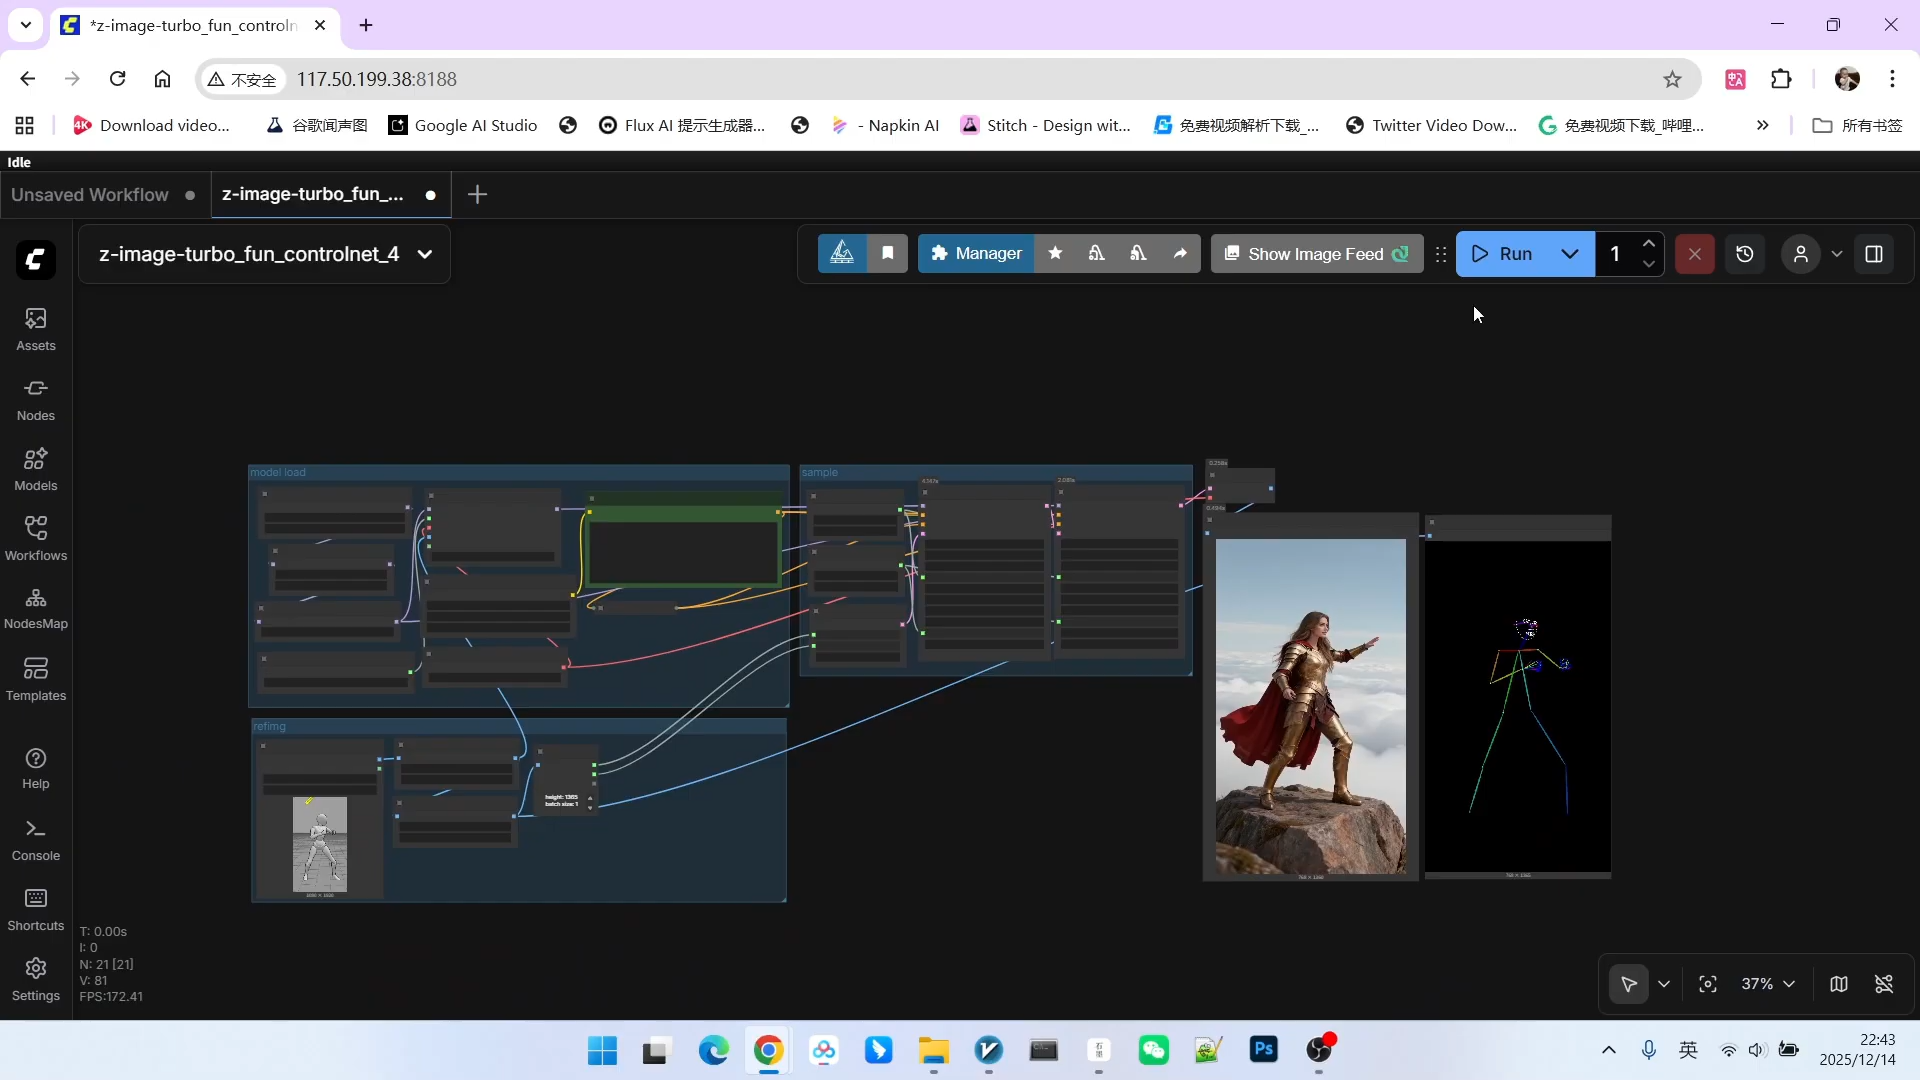 *z-image-turbo_fun_controln
不安全
117.50.199.38:8188
Download video...
谷歌闻声图
Google AI Studio
Flux AI 提示生成器...
- Napkin AI
Stitch - Design wit...
免费视频解析下载_...
Twitter Video Dow...
免费视频下载_哔哩...
所有书签
Idle
Unsaved Workflow
z-image-turbo_fun_...
z-image-turbo_fun_controlnet_4
Manager
Show Image Feed
Run
1
Assets
Nodes
Models
Workflows
NodesMap
Templates
Help
Console
Shortcuts
Settings
model load
sample
refimg
height: 1365
batch size: 1
T: 0.00s
I: 0
N: 21 [21]
V: 81
FPS:172.41
37%
英
22:43
2025/12/14